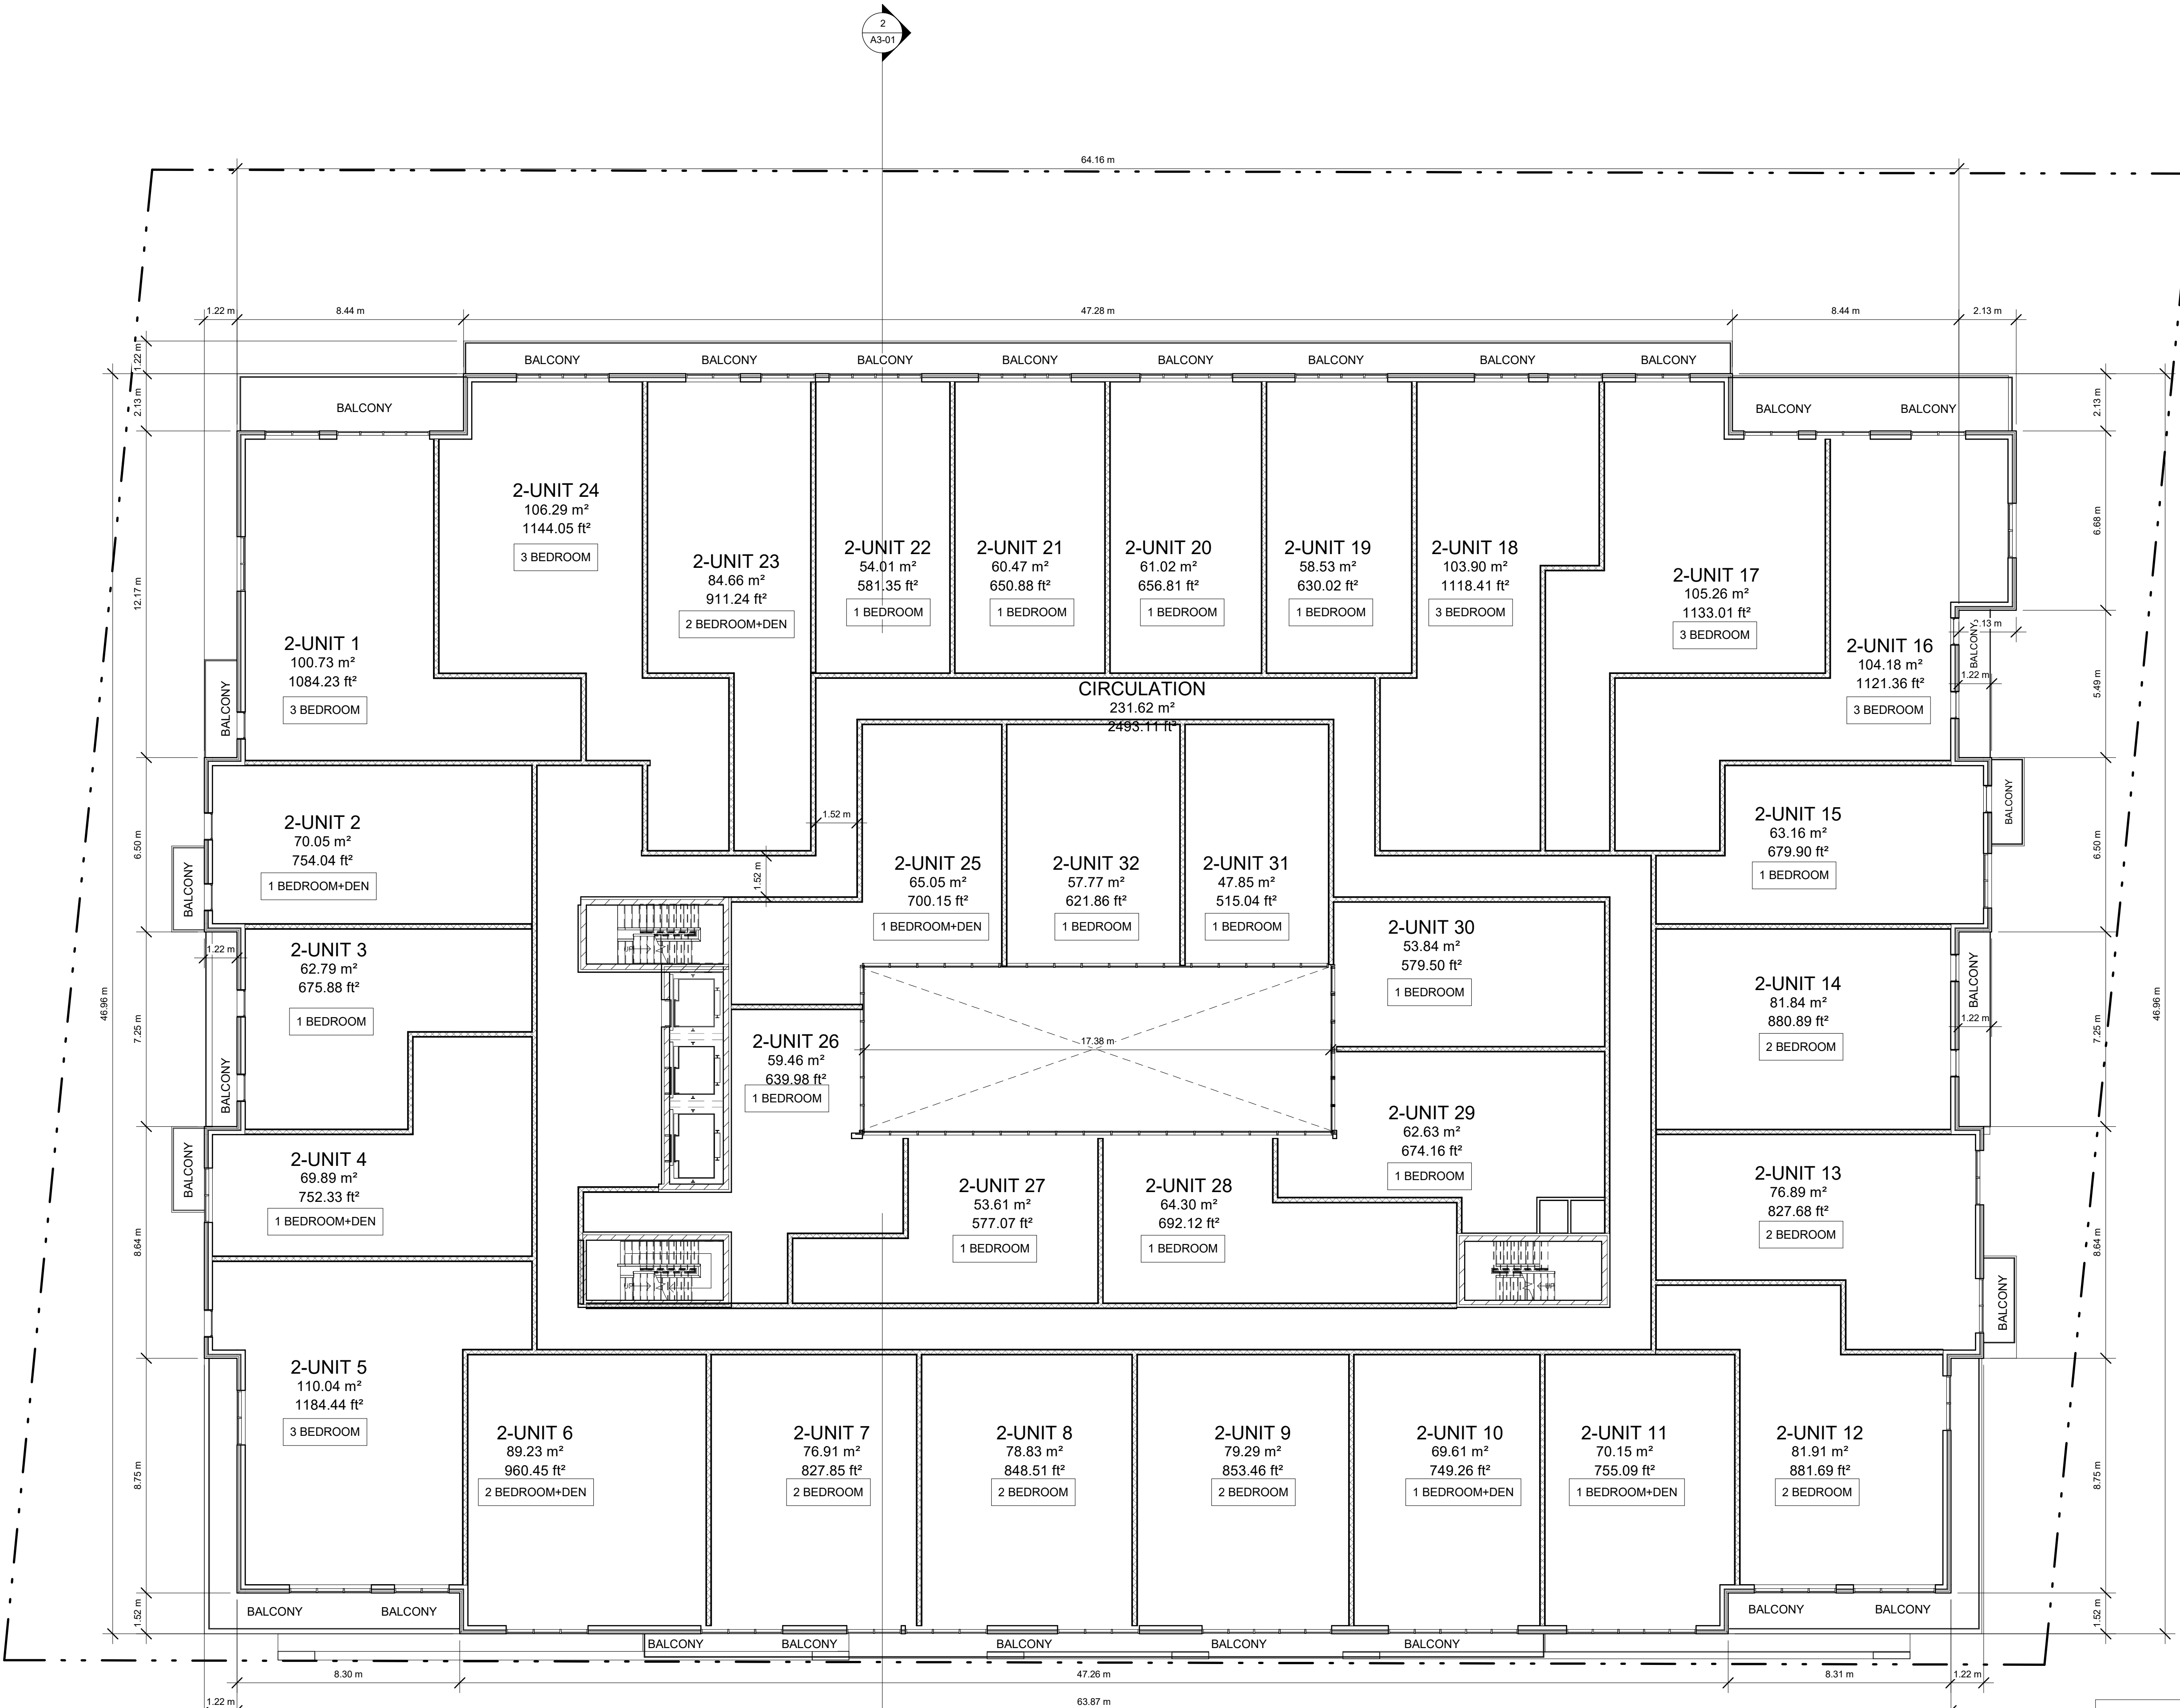 2
A3-01
64.16 m
1.22 m
8.44 m
47.28 m
8.44 m
2.13 m
1.22 m
2.13 m
12.17 m
6.50 m
7.25 m
8.64 m
8.75 m
1.52 m
46.96 m
BALCONY
BALCONY
BALCONY
BALCONY
BALCONY
BALCONY
BALCONY
BALCONY
BALCONY
BALCONY
BALCONY
2-UNIT 24
106.29 m²
1144.05 ft²
3 BEDROOM
2-UNIT 23
84.66 m²
911.24 ft²
2 BEDROOM+DEN
2-UNIT 22
54.01 m²
581.35 ft²
1 BEDROOM
2-UNIT 21
60.47 m²
650.88 ft²
1 BEDROOM
2-UNIT 20
61.02 m²
656.81 ft²
1 BEDROOM
2-UNIT 19
58.53 m²
630.02 ft²
1 BEDROOM
2-UNIT 18
103.90 m²
1118.41 ft²
3 BEDROOM
2-UNIT 17
105.26 m²
1133.01 ft²
3 BEDROOM
2-UNIT 16
104.18 m²
1121.36 ft²
3 BEDROOM
BALCONY
2.13 m
1.22 m
2.13 m
6.68 m
5.49 m
6.50 m
7.25 m
8.64 m
8.75 m
1.52 m
46.96 m
2-UNIT 1
100.73 m²
1084.23 ft²
3 BEDROOM
BALCONY
CIRCULATION
231.62 m²
2493.11 ft²
2-UNIT 2
70.05 m²
754.04 ft²
1 BEDROOM+DEN
BALCONY
1.52 m
1.52 m
2-UNIT 25
65.05 m²
700.15 ft²
1 BEDROOM+DEN
2-UNIT 32
57.77 m²
621.86 ft²
1 BEDROOM
2-UNIT 31
47.85 m²
515.04 ft²
1 BEDROOM
2-UNIT 15
63.16 m²
679.90 ft²
1 BEDROOM
BALCONY
1.22 m
2-UNIT 3
62.79 m²
675.88 ft²
1 BEDROOM
BALCONY
UP
2-UNIT 30
53.84 m²
579.50 ft²
1 BEDROOM
2-UNIT 14
81.84 m²
880.89 ft²
2 BEDROOM
BALCONY
1.22 m
2-UNIT 26
59.46 m²
639.98 ft²
1 BEDROOM
17.38 m
2-UNIT 29
62.63 m²
674.16 ft²
1 BEDROOM
2-UNIT 4
69.89 m²
752.33 ft²
1 BEDROOM+DEN
BALCONY
2-UNIT 27
53.61 m²
577.07 ft²
1 BEDROOM
2-UNIT 28
64.30 m²
692.12 ft²
1 BEDROOM
2-UNIT 13
76.89 m²
827.68 ft²
2 BEDROOM
BALCONY
UP
UP
2-UNIT 5
110.04 m²
1184.44 ft²
3 BEDROOM
2-UNIT 6
89.23 m²
960.45 ft²
2 BEDROOM+DEN
2-UNIT 7
76.91 m²
827.85 ft²
2 BEDROOM
2-UNIT 8
78.83 m²
848.51 ft²
2 BEDROOM
2-UNIT 9
79.29 m²
853.46 ft²
2 BEDROOM
2-UNIT 10
69.61 m²
749.26 ft²
1 BEDROOM+DEN
2-UNIT 11
70.15 m²
755.09 ft²
1 BEDROOM+DEN
2-UNIT 12
81.91 m²
881.69 ft²
2 BEDROOM
BALCONY
BALCONY
BALCONY
BALCONY
BALCONY
BALCONY
BALCONY
BALCONY
BALCONY
8.30 m
47.26 m
8.31 m
1.22 m
1.22 m
63.87 m